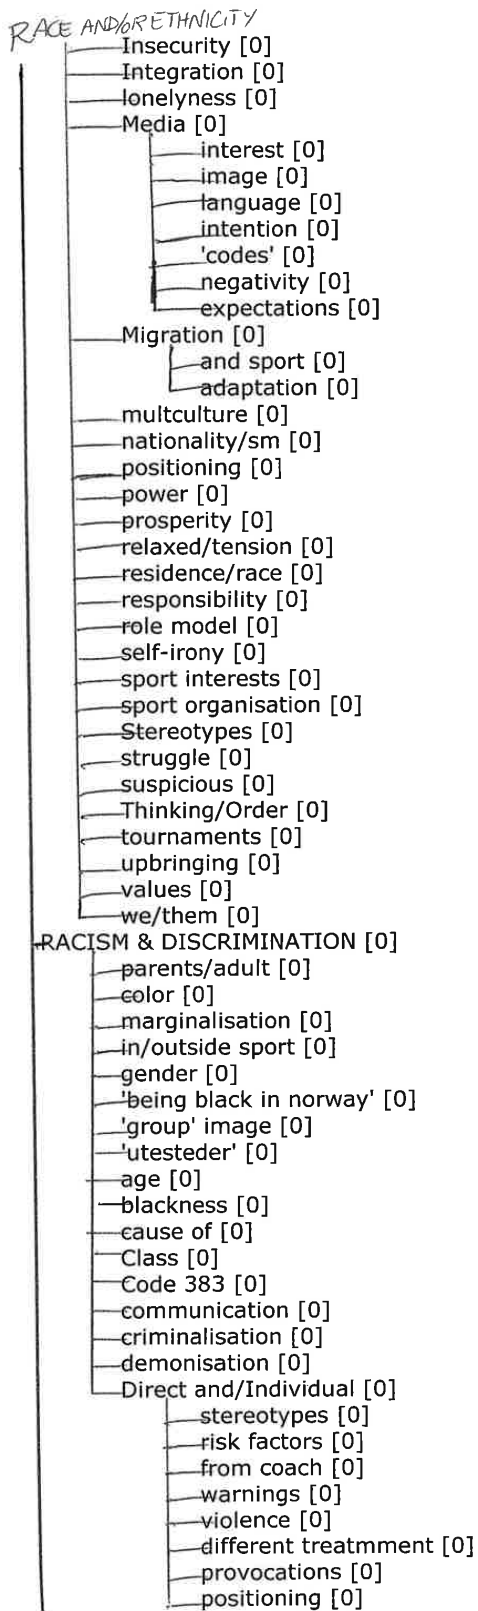 RACE AND/OR ETHNICITY
Insecurity [0]
Integration [0]
lonelyness [0]
Media [0]
interest [0]
image [0]
language [0]
intention [0]
'codes' [0]
negativity [0]
expectations [0]
Migration [0]
and sport [0]
adaptation [0]
multculture [0]
nationality/sm [0]
positioning [0]
power [0]
prosperity [0]
relaxed/tension [0]
residence/race [0]
responsibility [0]
role model [0]
self-irony [0]
sport interests [0]
sport organisation [0]
Stereotypes [0]
struggle [0]
suspicious [0]
Thinking/Order [0]
tournaments [0]
upbringing [0]
values [0]
we/them [0]
RACISM & DISCRIMINATION [0]
parents/adult [0]
color [0]
marginalisation [0]
in/outside sport [0]
gender [0]
'being black in norway' [0]
'group' image [0]
'utesteder' [0]
age [0]
blackness [0]
cause of [0]
Class [0]
Code 383 [0]
communication [0]
criminalisation [0]
demonisation [0]
Direct and/Individual [0]
stereotypes [0]
risk factors [0]
from coach [0]
warnings [0]
violence [0]
different treatmment [0]
provocations [0]
positioning [0]